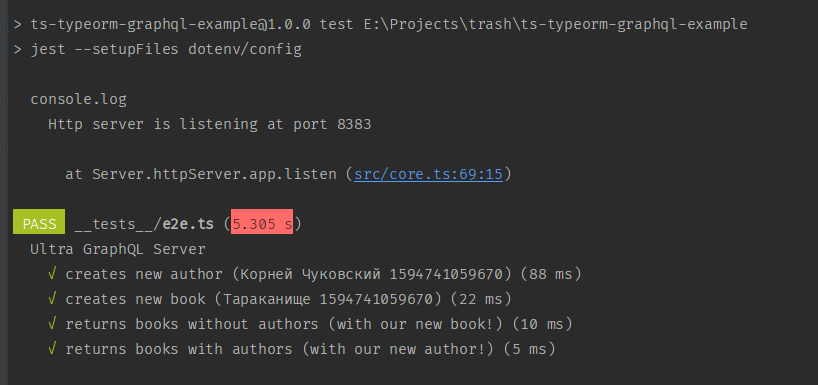 > ts-typeorm-graphql-example@1.0.0 test E:\Projects\trash\ts-typeorm-graphql-example
> jest --setupFiles dotenv/config
console.log
Http server is listening at port 8383
at Server.httpServer.app.listen (src/core.ts:69:15)
PASS __tests__/e2e.ts (5.305 s)
Ultra GraphQL Server
√ creates new author (Корней Чуковский 1594741059670) (88 ms)
√ creates new book (Тараканище 1594741059670) (22 ms)
√ returns books without authors (with our new book!) (10 ms)
√ returns books with authors (with our new author!) (5 ms)